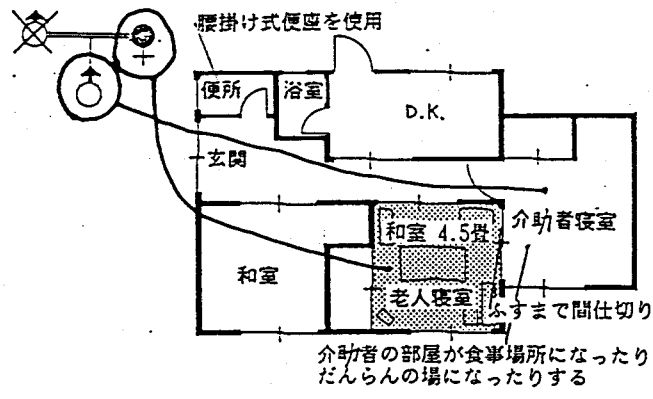 腰掛け式便座を使用
便所
浴室
D.K.
玄関
和室 4.5畳
介助者寝室
和室
老人寝室
ふすまで間仕切り
介助者の部屋が食事場所になったり
だんらんの場になったりする